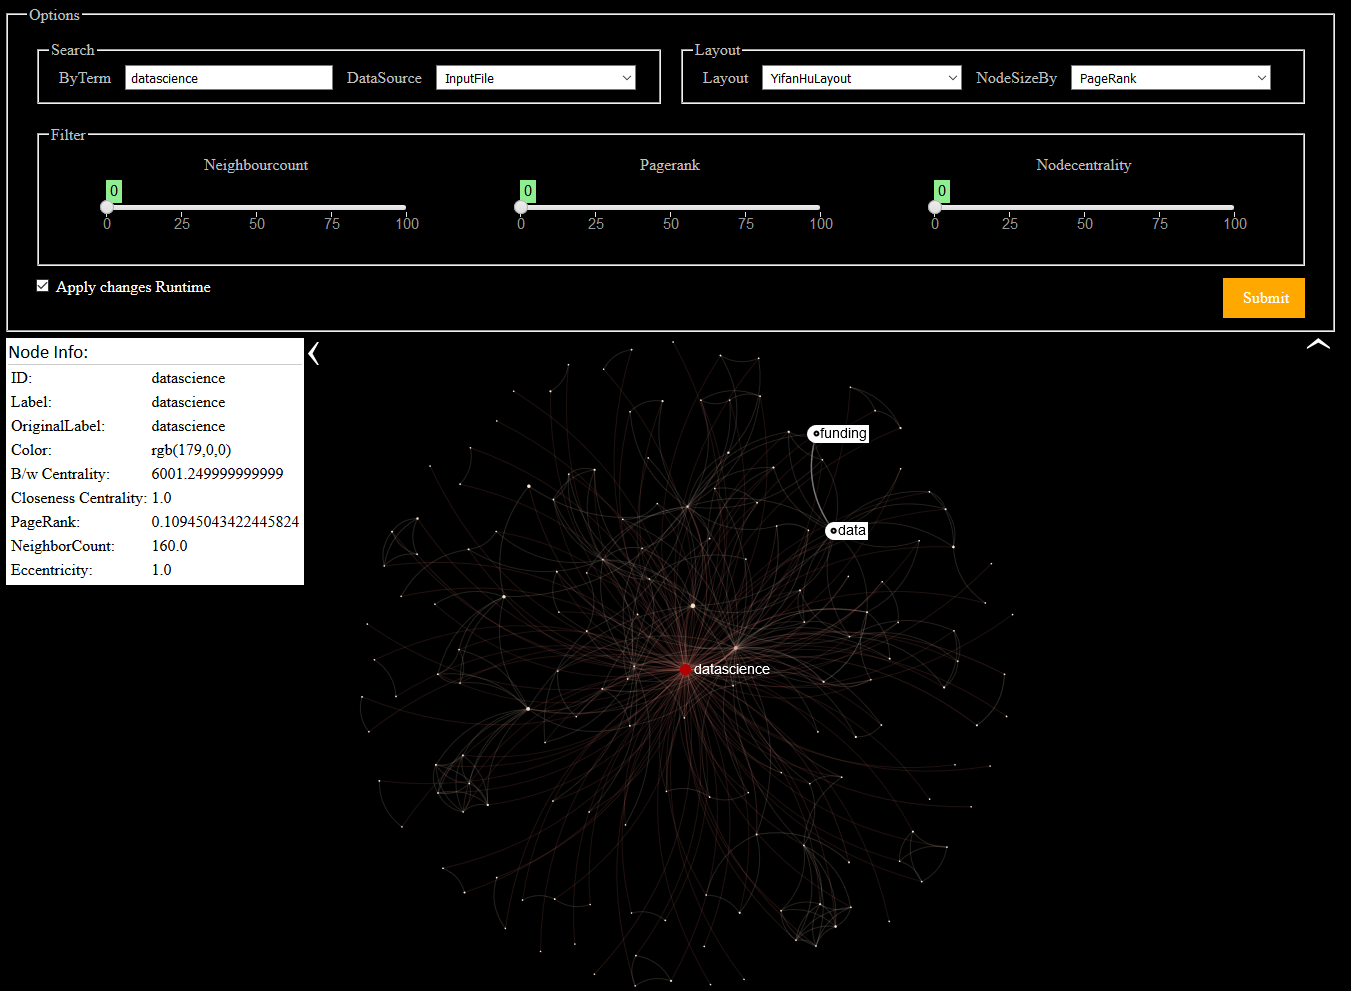 Options
Search
ByTerm datascience DataSource InputFile
Layout
Layout YifanHuLayout NodeSizeBy PageRank
Filter
Neighbourcount Pagerank Nodecentrality
0 0 0
0 25 50 75 100 0 25 50 75 100 0 25 50 75 100
Apply changes Runtime
Submit
Node Info:
ID: datascience
Label: datascience
OriginalLabel: datascience
Color: rgb(179,0,0)
B/w Centrality: 6001.249999999999
Closeness Centrality: 1.0
PageRank: 0.10945043422445824
NeighborCount: 160.0
Eccentricity: 1.0
funding
data
datascience